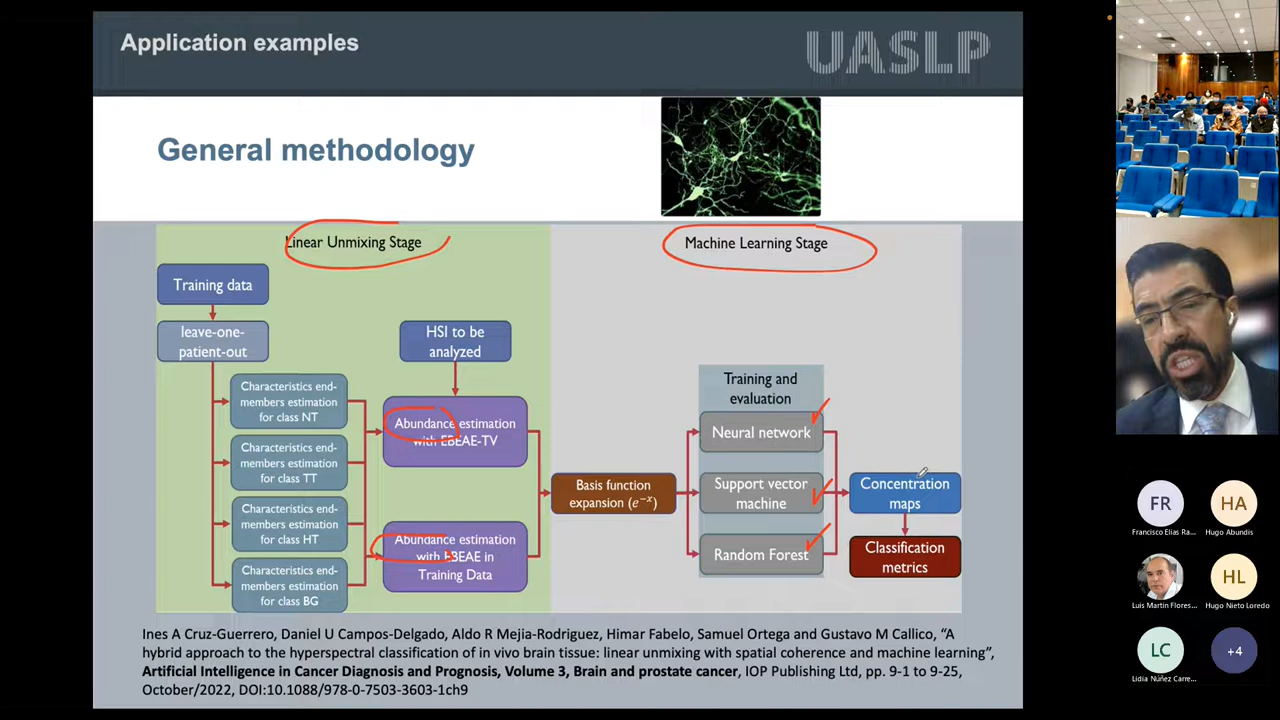 Application examples
UASLP
General methodology
Linear Unmixing Stage
Machine Learning Stage
Training data
leave-one-
patient-out
HSI to be
analyzed
Characteristics end-
members estimation
for class NT
Characteristics end-
members estimation
for class TT
Characteristics end-
members estimation
for class HT
Characteristics end-
members estimation
for class BG
Abundance estimation
with EBEAE-TV
Abundance estimation
with EBEAE in
Training Data
Basis function
expansion (e⁻ˣ)
Training and
evaluation
Neural network
Support vector
machine
Random Forest
Concentration
maps
Classification
metrics
Ines A Cruz-Guerrero, Daniel U Campos-Delgado, Aldo R Mejia-Rodriguez, Himar Fabelo, Samuel Ortega and Gustavo M Callico, “A
hybrid approach to the hyperspectral classification of in vivo brain tissue: linear unmixing with spatial coherence and machine learning”,
Artificial Intelligence in Cancer Diagnosis and Prognosis, Volume 3, Brain and prostate cancer, IOP Publishing Ltd, pp. 9-1 to 9-25,
October/2022, DOI:10.1088/978-0-7503-3603-1ch9
FR
Francisco Elias Ra...
HA
Hugo Abundis
Luis Martin Flores...
HL
Hugo Nieto Loredo
LC
Lidía Núñez Carre...
+4